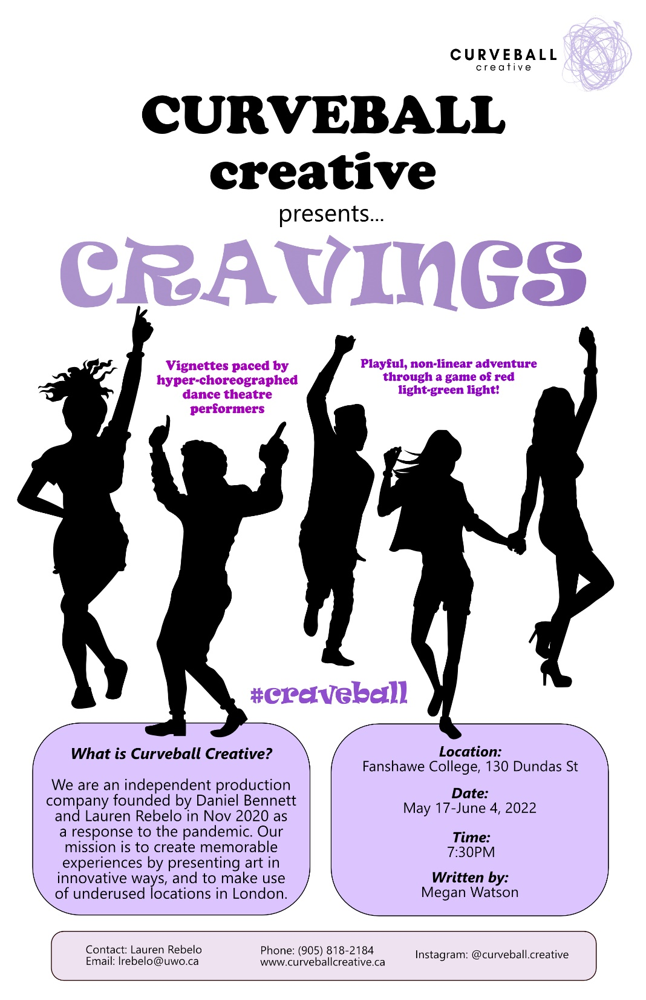 CURVEBALL
creative
CURVEBALL
creative
presents...
CRAVINGS
Vignettes paced by
hyper-choreographed
dance theatre
performers
Playful, non-linear adventure
through a game of red
light-green light!
#craveball
What is Curveball Creative?
We are an independent production
company founded by Daniel Bennett
and Lauren Rebelo in Nov 2020 as
a response to the pandemic. Our
mission is to create memorable
experiences by presenting art in
innovative ways, and to make use
of underused locations in London.
Location:
Fanshawe College, 130 Dundas St
Date:
May 17-June 4, 2022
Time:
7:30PM
Written by:
Megan Watson
Contact: Lauren Rebelo
Email: lrebelo@uwo.ca
Phone: (905) 818-2184
www.curveballcreative.ca
Instagram: @curveball.creative